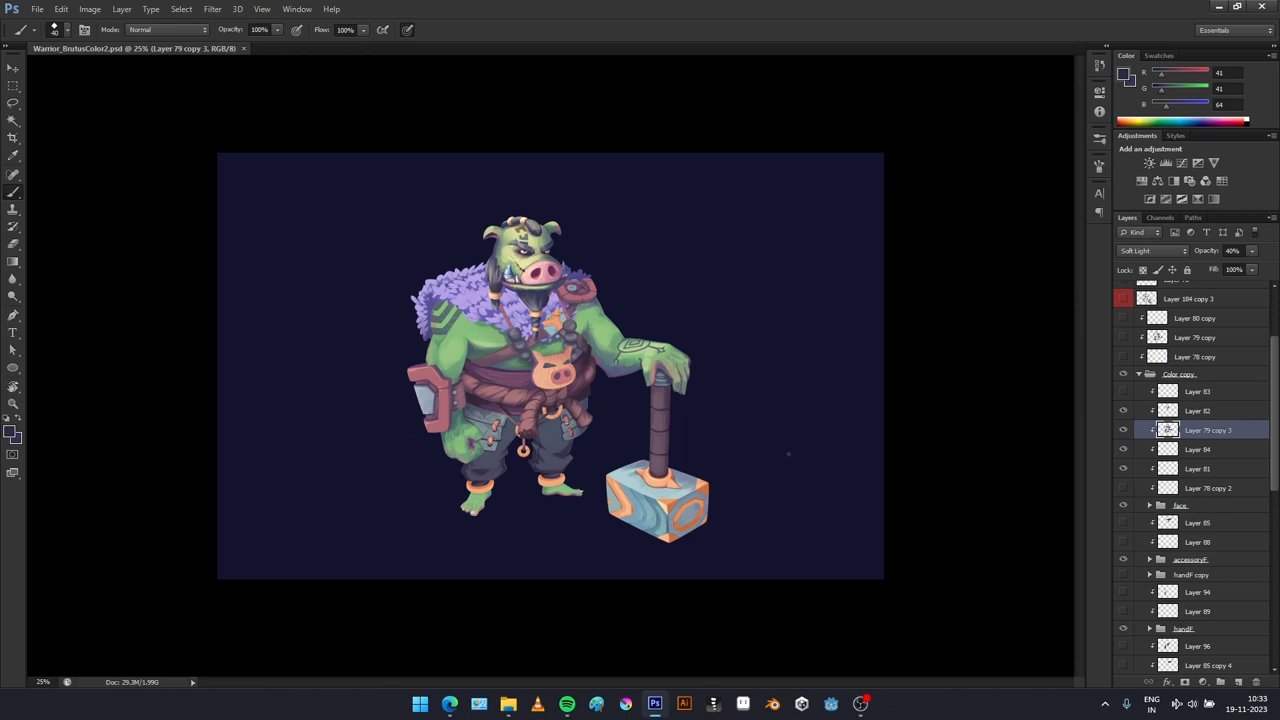 Ps File Edit Image Layer Type Select Filter 3D View Window Help
40 Mode: Normal Opacity: 100% Flow: 100% Essentials
Warrior_BrutusColor2.psd @ 25% (Layer 79 copy 3, RGB/8) ×
Color Swatches
R 41
G 41
B 64
Adjustments Styles
Add an adjustment
Layers Channels Paths
Kind
Soft Light Opacity: 40%
Lock: Fill: 100%
Layer 184 copy 3
Layer 80 copy
Layer 79 copy
Layer 78 copy
Color copy
Layer 83
Layer 82
Layer 79 copy 3
Layer 84
Layer 81
Layer 78 copy 2
face
Layer 85
Layer 88
accessoryF
handF copy
Layer 94
Layer 89
handF
Layer 96
Layer 85 copy 4
25% Doc: 29.3M/1.99G
Ps Ai
ENG
IN
10:33
19-11-2023